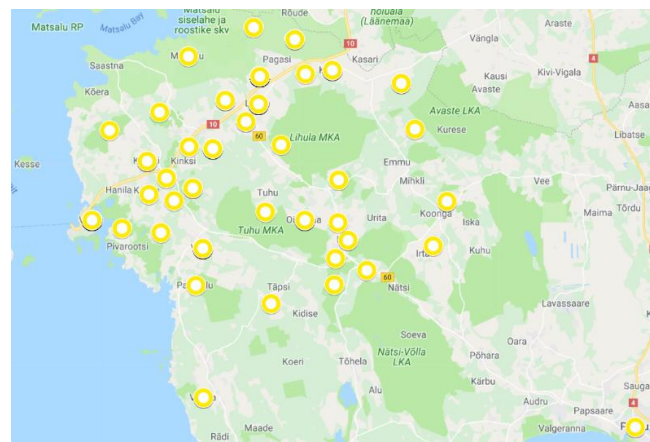 Matsalu
siselahe ja
roostike skv
Rõude
(Läänemaa)
Matsalu RP
Matsalu Bay
Araste
Vängla
10
Kasari
4
Pagasi
Saastna
Kausi
Kivi-Vigala
Avaste
Kõera
Aasa
Avaste LKA
10
60
Lihula MKA
Kurese
Libatse
Kesse
Kinksi
Emmu
Mihkli
Vee
Pärnu-Jaa
Hanila
Tuhu
Koonga
Tõrdu
Maima
Urita
Iska
Tuhu MKA
Pivarootsi
Kuhu
60
Nätsi
Täpsi
Lavassaare
Kidise
Soeva
Oara
Nätsi-Võlla
LKA
Põhara
Koeri
Tõhela
Sauga
Kärbu
Alu
4
Audru
Papsaare
Maade
Valgeranna
Rädi